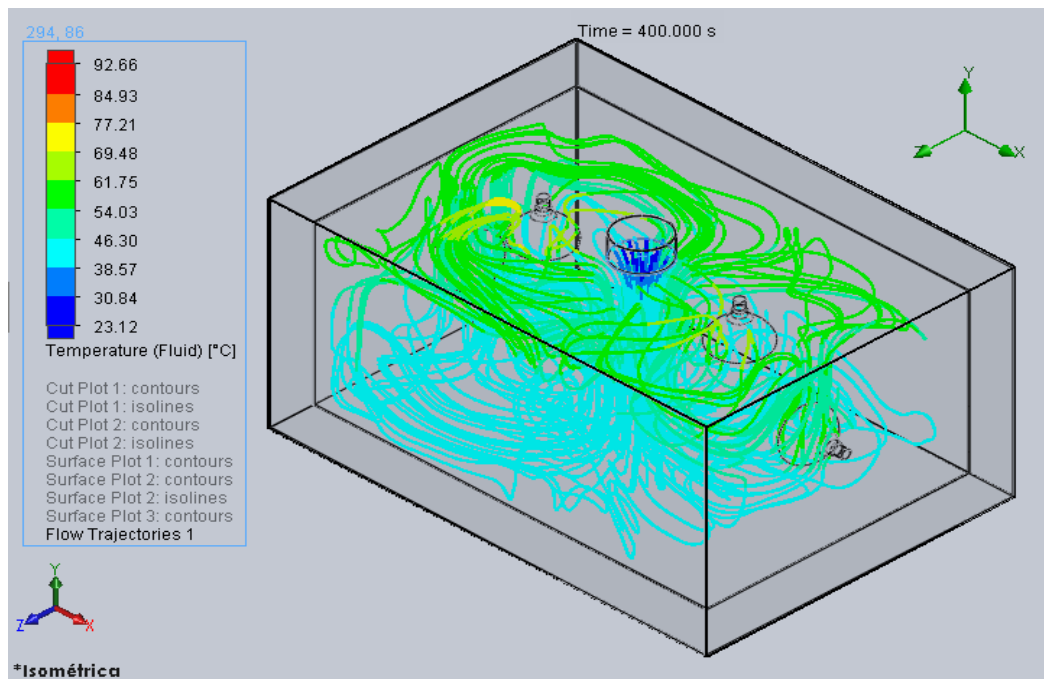 294, 86
Time = 400.000 s
92.66
84.93
77.21
69.48
61.75
54.03
46.30
38.57
30.84
23.12
Temperature (Fluid) [°C]
Cut Plot 1: contours
Cut Plot 1: isolines
Cut Plot 2: contours
Cut Plot 2: isolines
Surface Plot 1: contours
Surface Plot 2: contours
Surface Plot 2: isolines
Surface Plot 3: contours
Flow Trajectories 1
Y
Z
X
Y
Z
X
*Isométrica